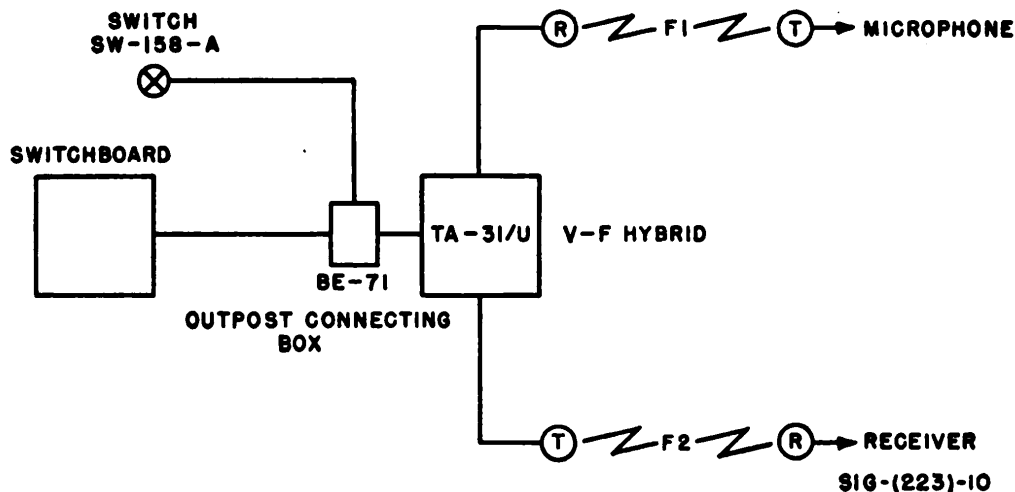 SWITCH
SW-158-A
SWITCHBOARD
BE-71
OUTPOST CONNECTING
BOX
TA-31/U
V-F HYBRID
R
F1
T
MICROPHONE
T
F2
R
RECEIVER
SIG-(223)-10